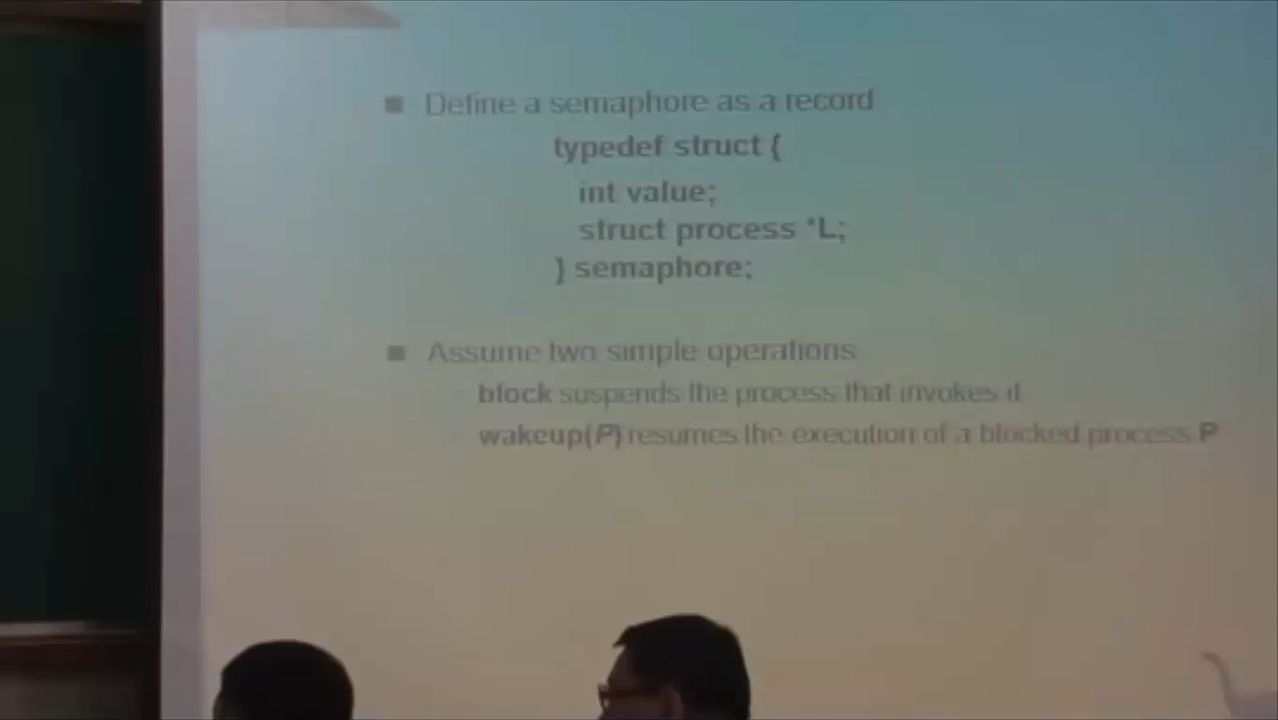 Define a semaphore as a record
typedef struct {
int value;
struct process *L;
} semaphore;
Assume two simple operations
block suspends the process that invokes it
wakeup(P) resumes the execution of a blocked process P